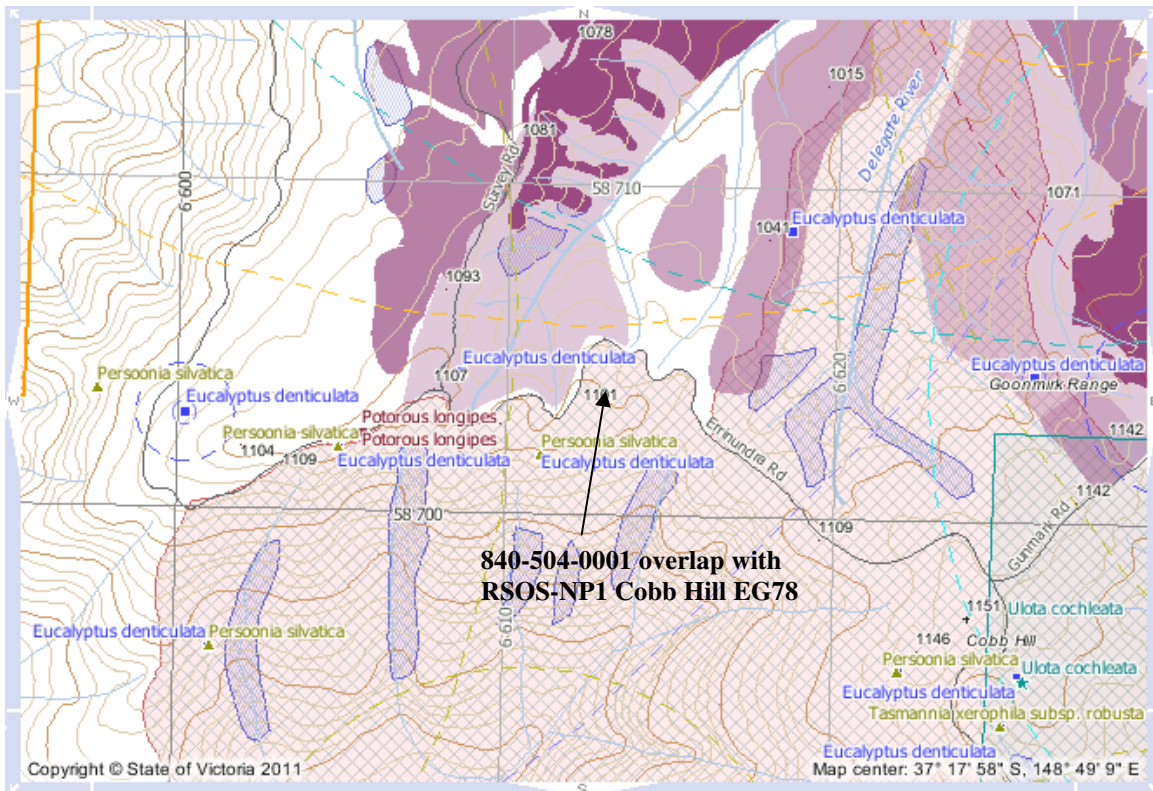 N
1078
1015
Delegate River
1081
Survey Rd
6 600
58 710
1071
1041
Eucalyptus denticulata
1093
6 620
Eucalyptus denticulata
1107
Eucalyptus denticulata
Goonmirk Range
Persoonia silvatica
Eucalyptus denticulata
W
E
1101
Potorous longipes
Persoonia silvatica
Potorous longipes
1104
1109
Eucalyptus denticulata
Persoonia silvatica
Eucalyptus denticulata
Errinundra Rd
1142
1142
Gunmark Rd
58 700
1109
840-504-0001 overlap with
RSOS-NP1 Cobb Hill EG78
6 610
1151
Ulota cochleata
1146
Cobb Hill
Eucalyptus denticulata
Persoonia silvatica
Persoonia silvatica
Ulota cochleata
Eucalyptus denticulata
Tasmannia xerophila subsp. robusta
Eucalyptus denticulata
Copyright © State of Victoria 2011
Map center: 37° 17' 58" S, 148° 49' 9" E
S